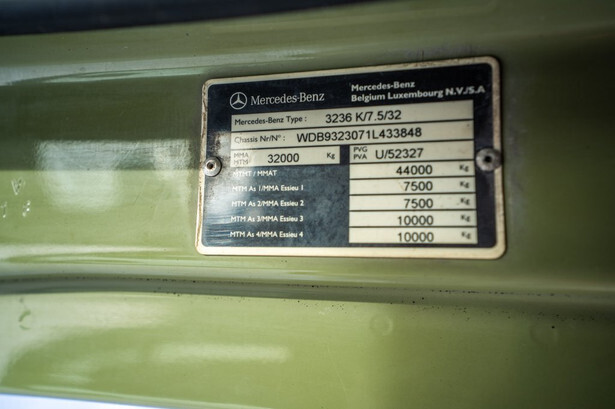 Mercedes-Benz
Mercedes-Benz
Belgium Luxembourg N.V./S.A
Mercedes-Benz Type : 3236 K/7.5/32
Chassis Nr/N° : WDB9323071L433848
MMA
MTM 32000 Kg PVG
PVA U/52327
MTMT / MMAT 44000 Kg
MTM As 1/MMA Essieu 1 7500 Kg
MTM As 2/MMA Essieu 2 7500 Kg
MTM As 3/MMA Essieu 3 10000 Kg
MTM As 4/MMA Essieu 4 10000 Kg